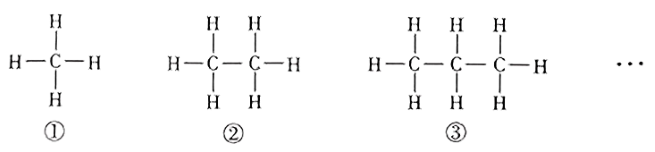 H H H H H H
H—C—H H—C—C—H H—C—C—C—H ···
H H H H H H
① ② ③